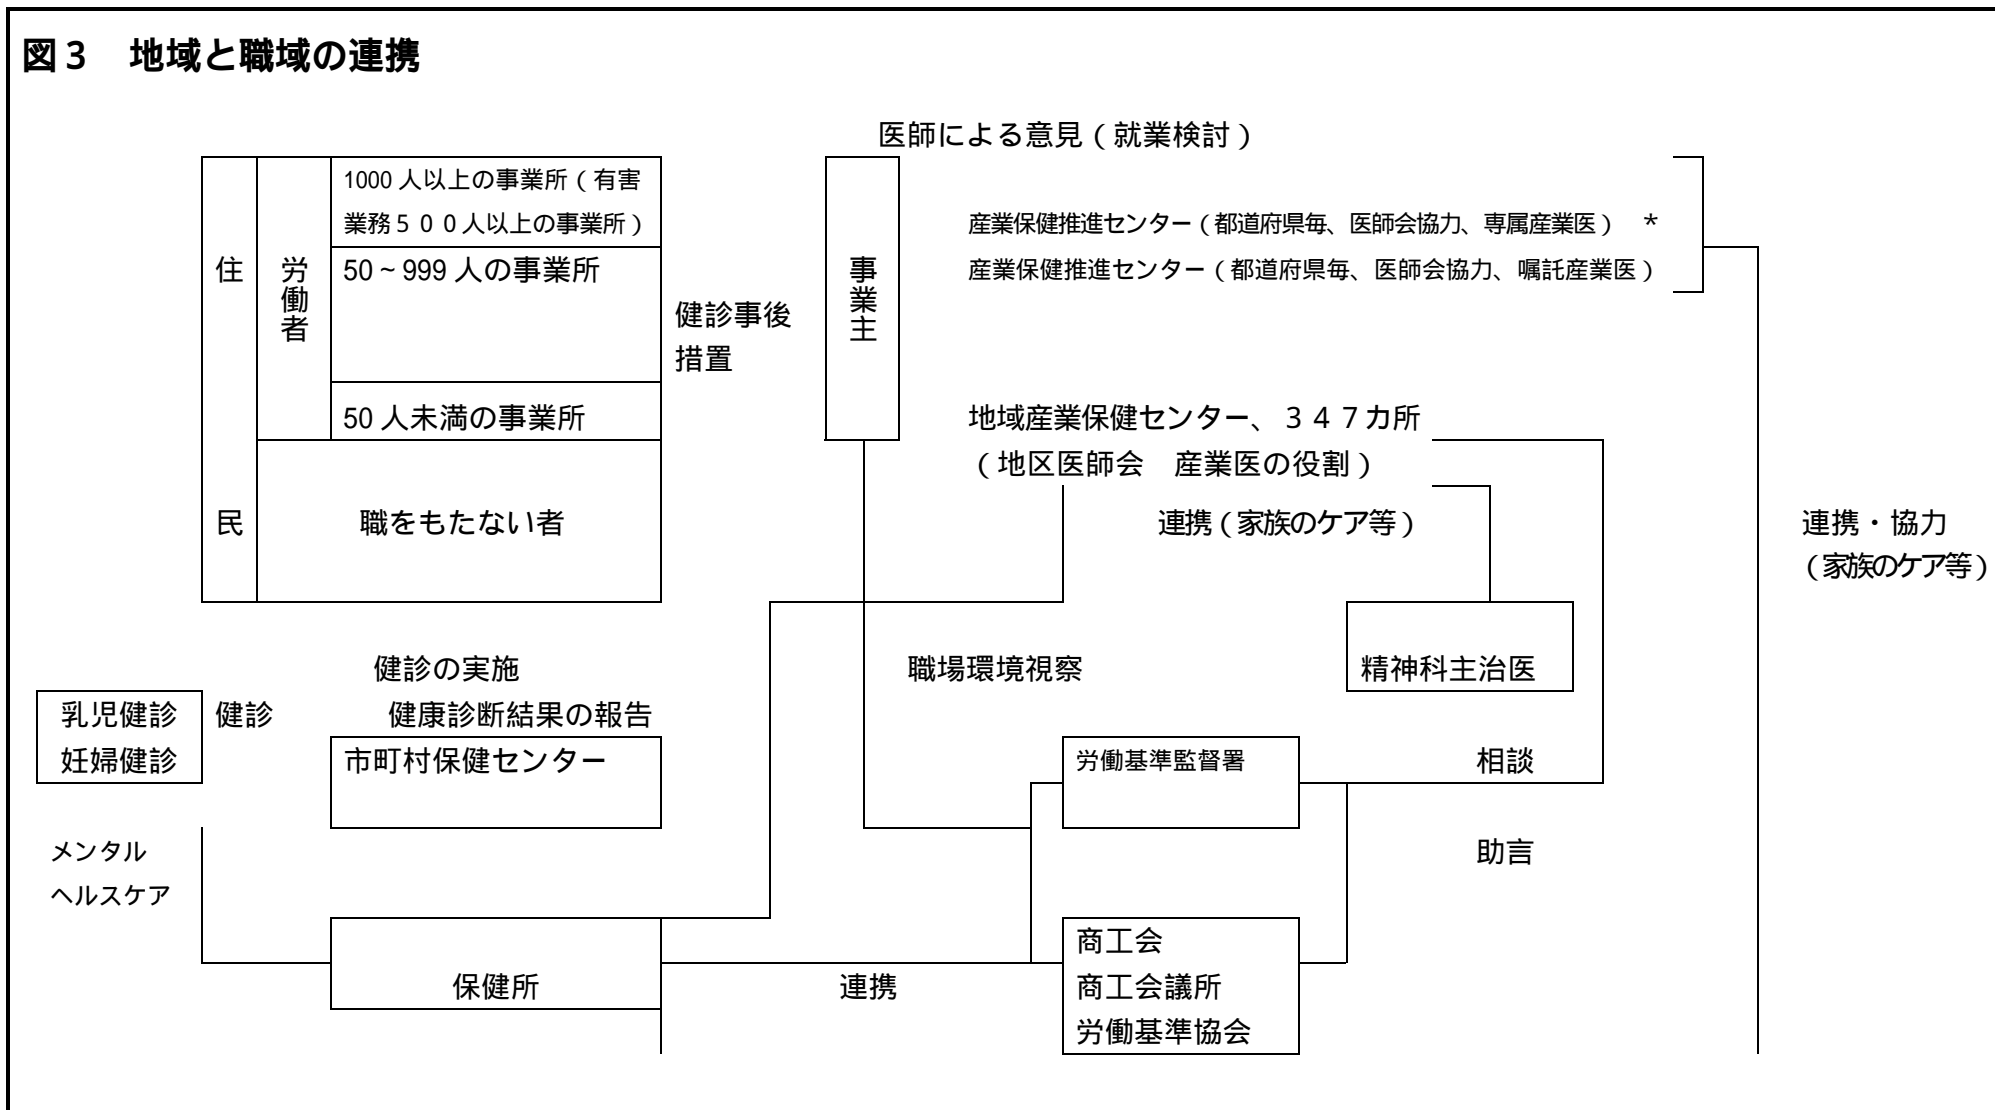 図３　地域と職域の連携
医師による意見（就業検討）
1000人以上の事業所（有害
業務５００人以上の事業所）
産業保健推進センター（都道府県毎、医師会協力、専属産業医）　*
住
労働者
50~999人の事業所
事業主
産業保健推進センター（都道府県毎、医師会協力、嘱託産業医）
健診事後
措置
50人未満の事業所
地域産業保健センター、３４７カ所
（地区医師会　産業医の役割）
民
職をもたない者
連携（家族のケア等）
連携・協力
（家族のケア等）
健診の実施
職場環境視察
精神科主治医
乳児健診
妊婦健診
健診
健康診断結果の報告
市町村保健センター
労働基準監督署
相談
メンタル
ヘルスケア
助言
保健所
連携
商工会
商工会議所
労働基準協会